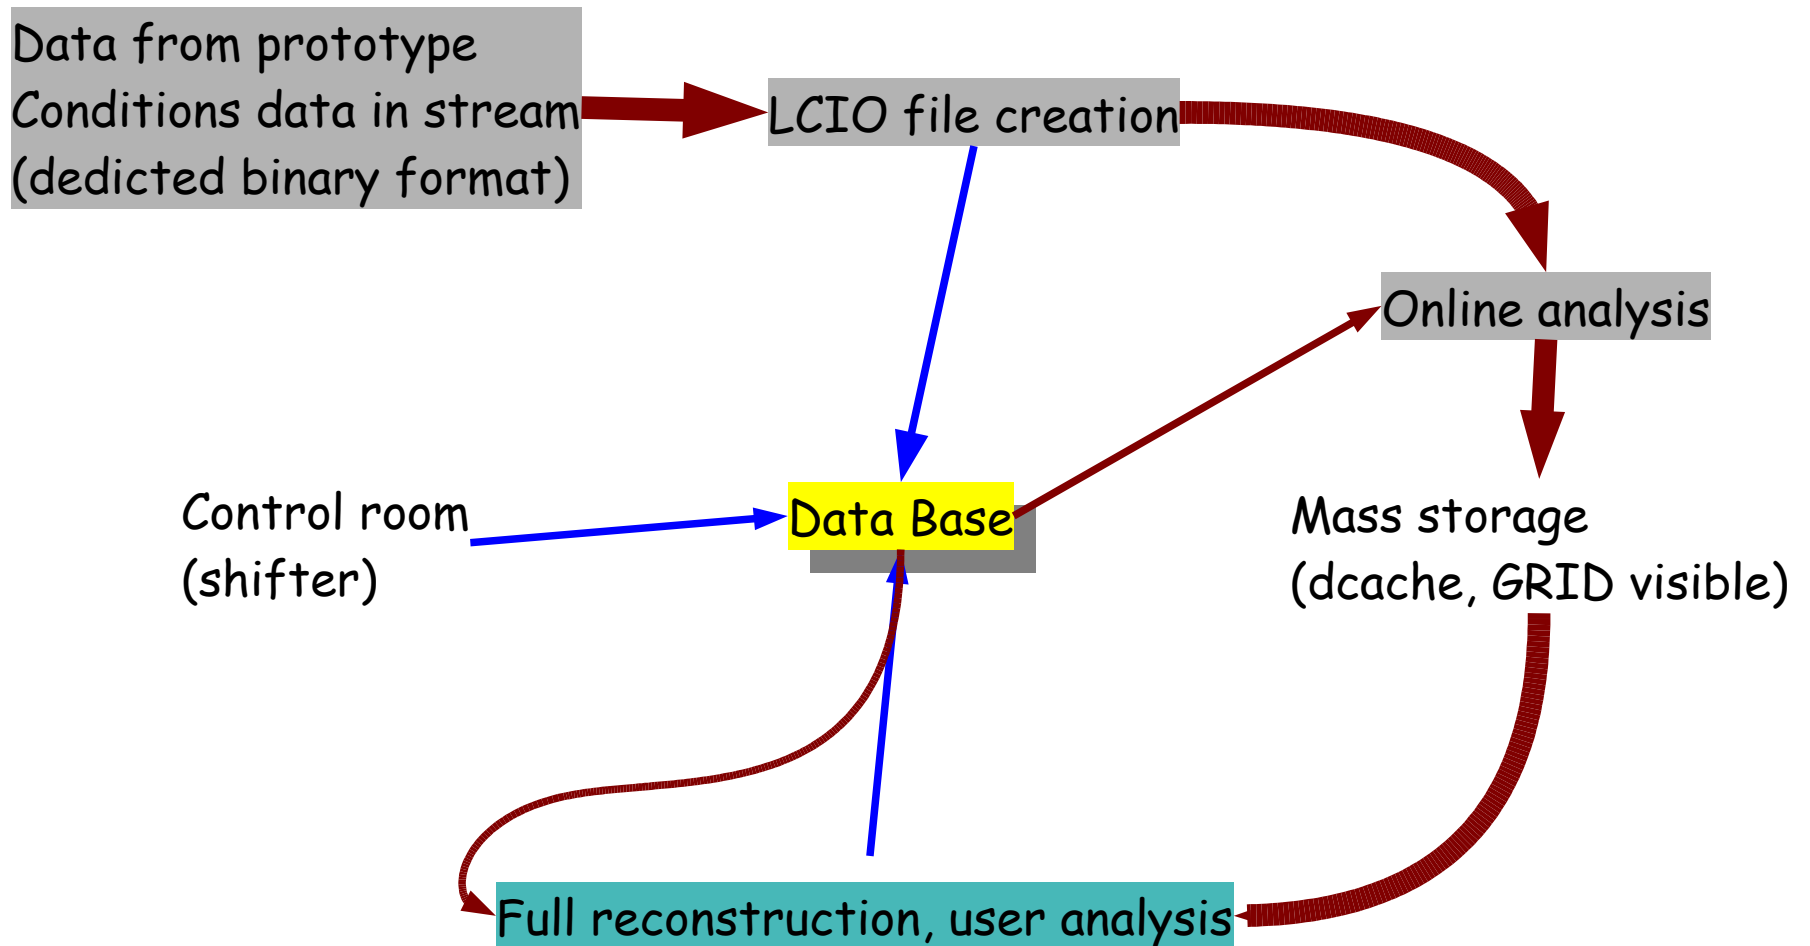 Data from prototype
Conditions data in stream
(dedicted binary format)
LCIO file creation
Online analysis
Control room
(shifter)
Data Base
Mass storage
(dcache, GRID visible)
Full reconstruction, user analysis